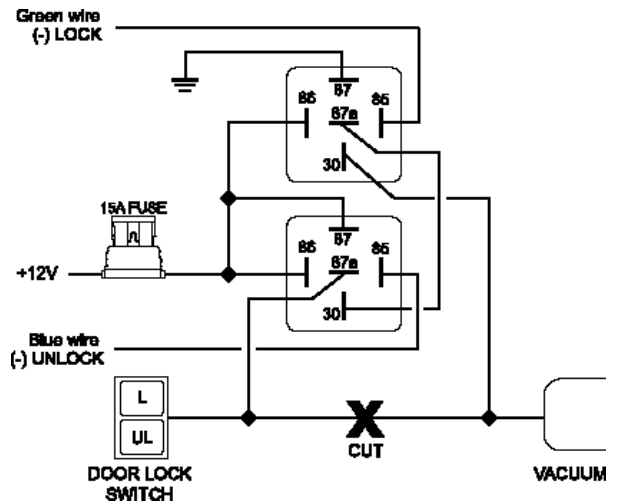 Green wire
(-) LOCK
87
86
87a
85
30
15A FUSE
87
86
87a
85
30
+12V
Blue wire
(-) UNLOCK
L
UL
CUT
DOOR LOCK
SWITCH
VACUUM